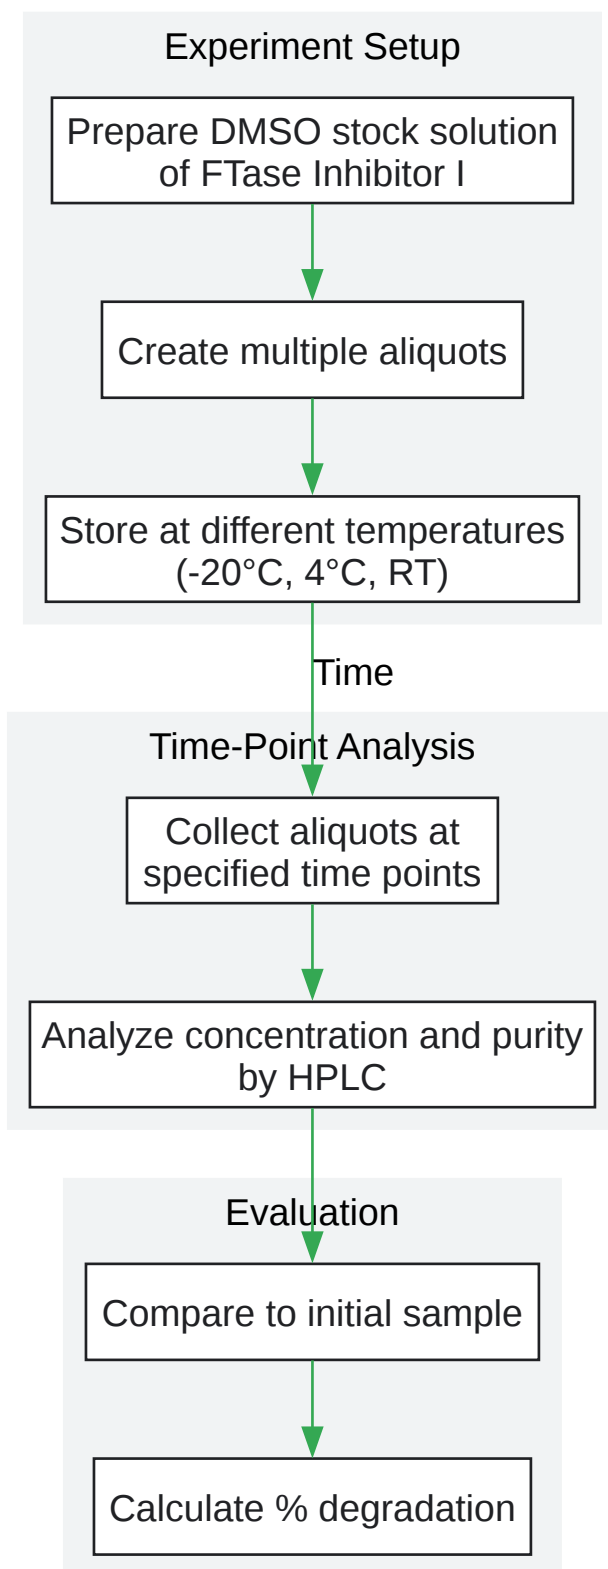 Experiment Setup
Prepare DMSO stock solution
of FTase Inhibitor I
Create multiple aliquots
Store at different temperatures
(-20°C, 4°C, RT)
Time
Time-Point Analysis
Collect aliquots at
specified time points
Analyze concentration and purity
by HPLC
Evaluation
Compare to initial sample
Calculate % degradation